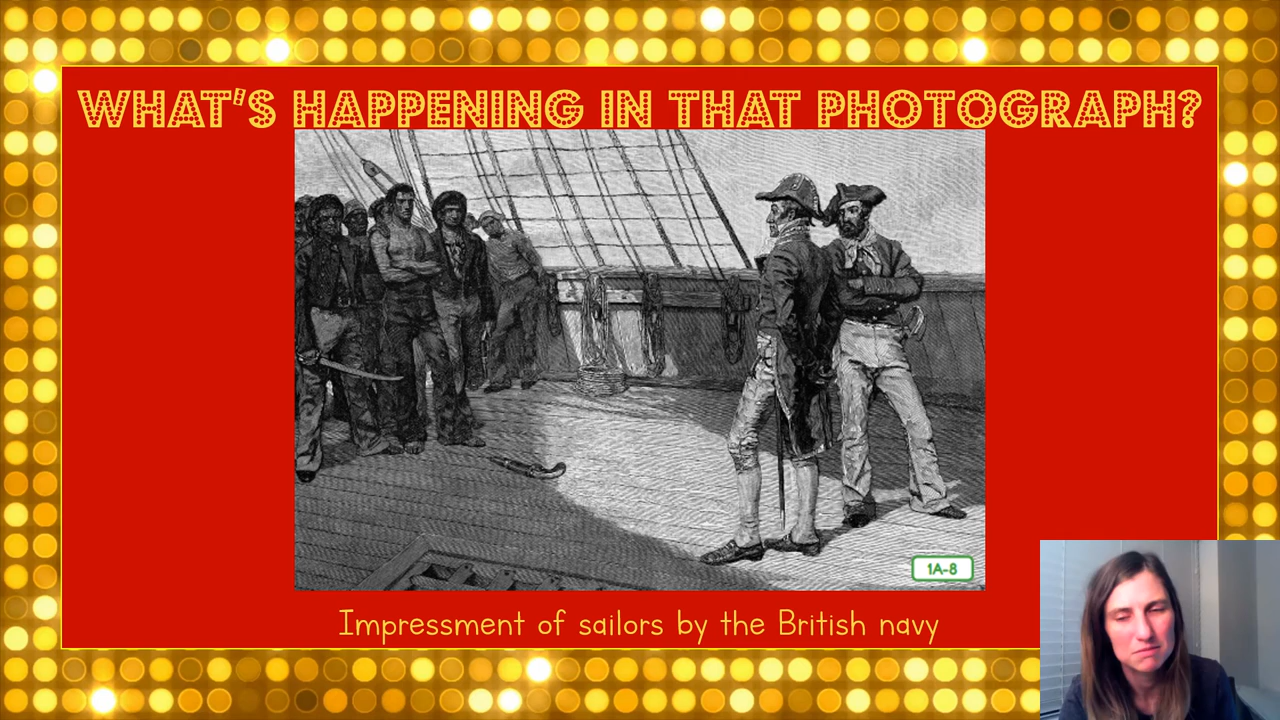 WHAT'S HAPPENING IN THAT PHOTOGRAPH?
1A-8
Impressment of sailors by the British navy